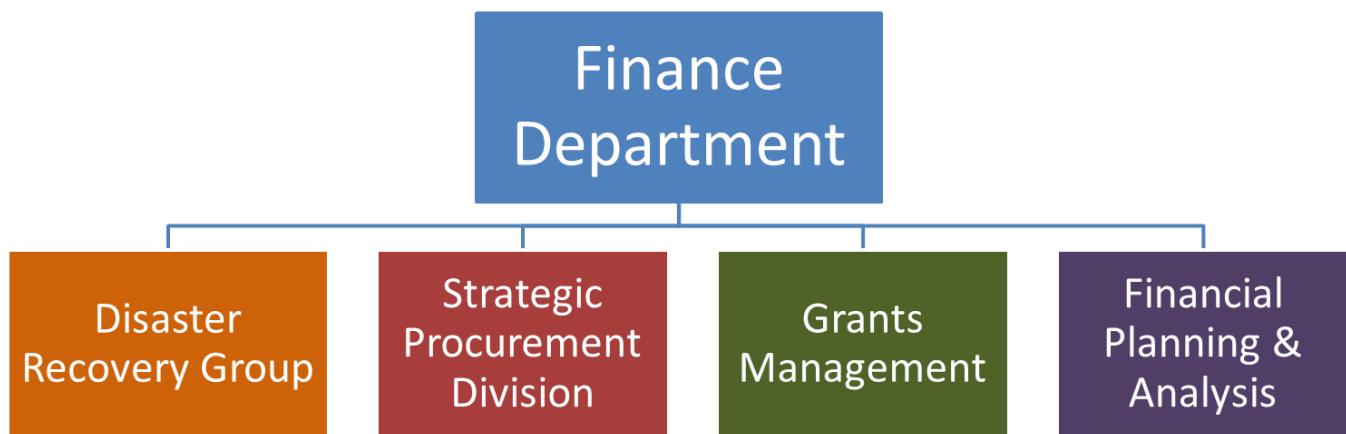 Finance
Department
Disaster
Recovery Group
Strategic
Procurement
Division
Grants
Management
Financial
Planning &
Analysis